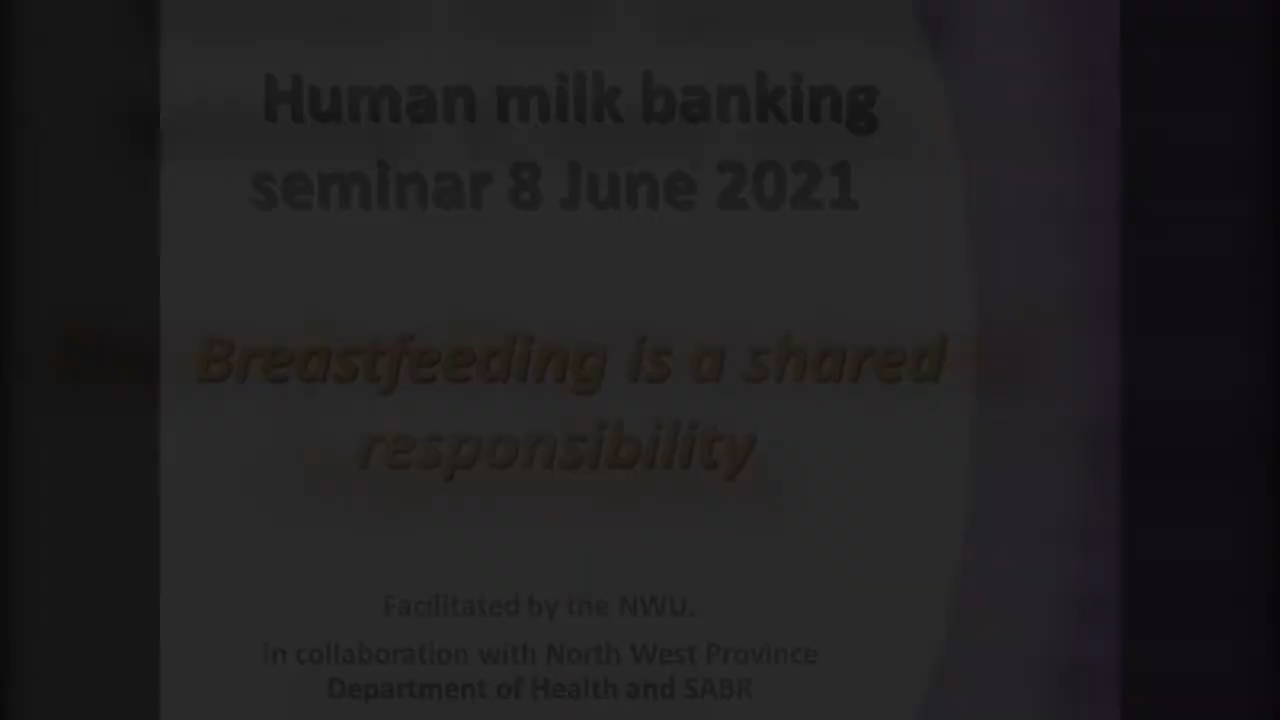 Human milk banking
seminar 8 June 2021
Breastfeeding is a shared
responsibility
Facilitated by the NWU.
In collaboration with North West Province
Department of Health and SABR